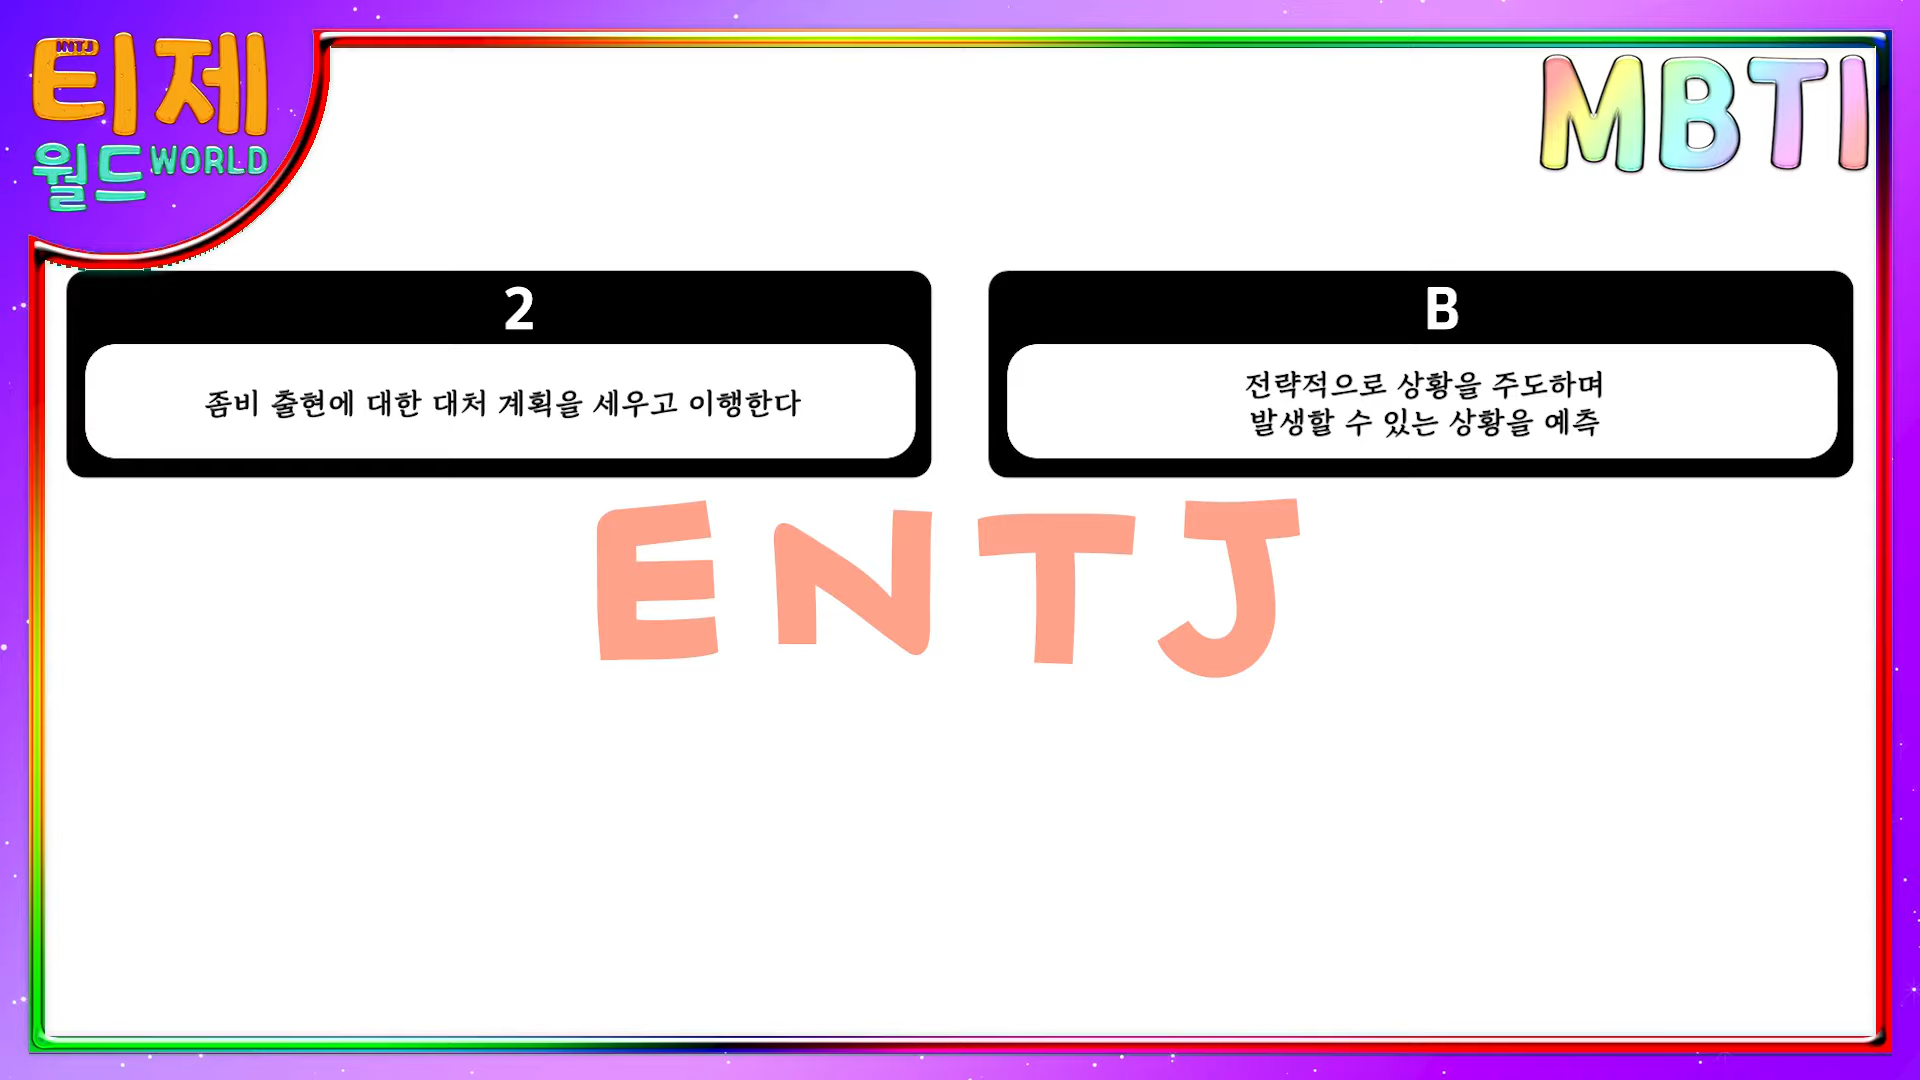 INTJ
티제
월드 WORLD
MBTI
2
좀비 출현에 대한 대처 계획을 세우고 이행한다
B
전략적으로 상황을 주도하며
발생할 수 있는 상황을 예측
ENTJ